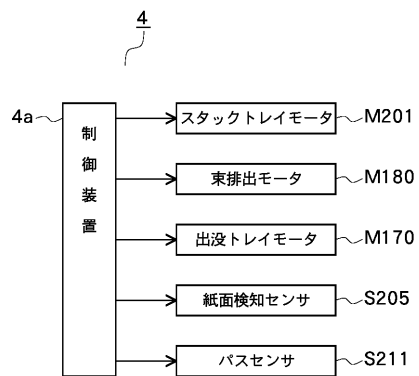 4
4a
制御装置
スタックトレイモータ M201
束排出モータ M180
出没トレイモータ M170
紙面検知センサ S205
パスセンサ S211